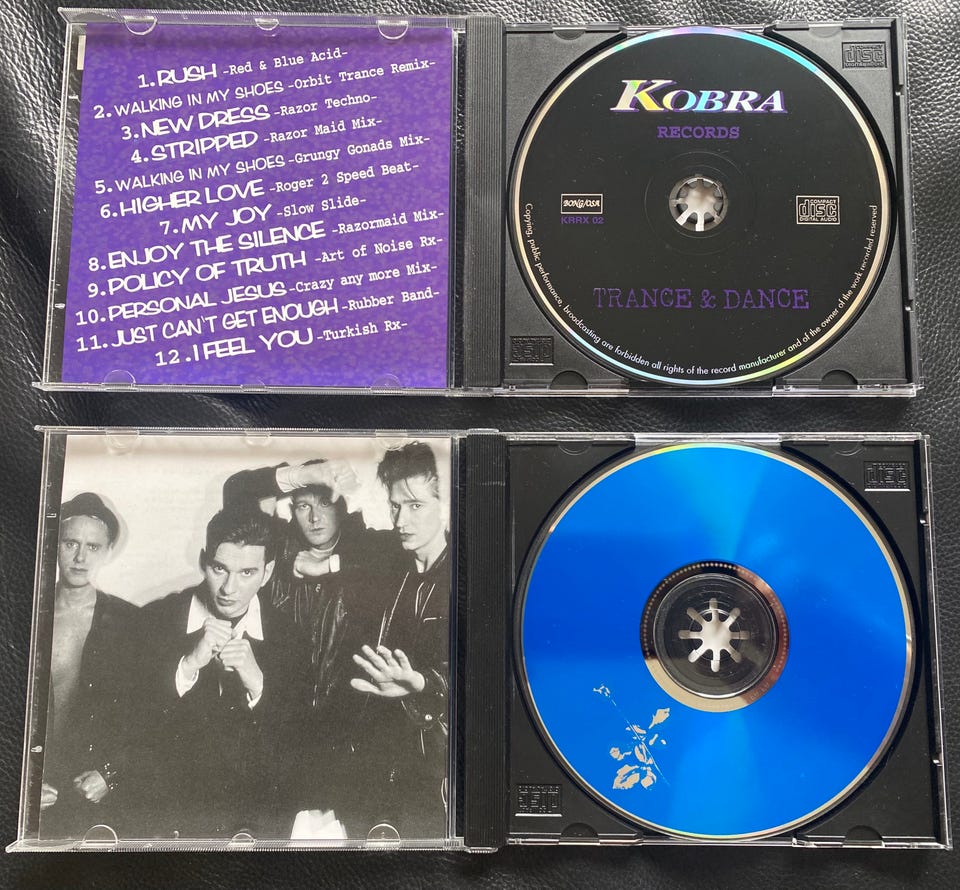 1. RUSH -Red & Blue Acid-
2. WALKING IN MY SHOES -Orbit Trance Remix-
3. NEW DRESS -Razor Techno-
4. STRIPPED -Razor Maid Mix-
5. WALKING IN MY SHOES -Grungy Gonads Mix-
6. HIGHER LOVE -Roger 2 Speed Beat-
7. MY JOY -Slow Slide-
8. ENJOY THE SILENCE -Razormaid Mix-
9. POLICY OF TRUTH -Art of Noise Rx-
10. PERSONAL JESUS -Crazy any more Mix-
11. JUST CAN'T GET ENOUGH -Rubber Band-
12. I FEEL YOU -Turkish Rx-
KOBRA
RECORDS
BONG/OSA
KRRX 02
COMPACT
disc
DIGITAL AUDIO
TRANCE & DANCE
Copying, public performance, broadcasting are forbidden all rights of the record manufacturer and of the owner of the work recorded reserved
disc
disc